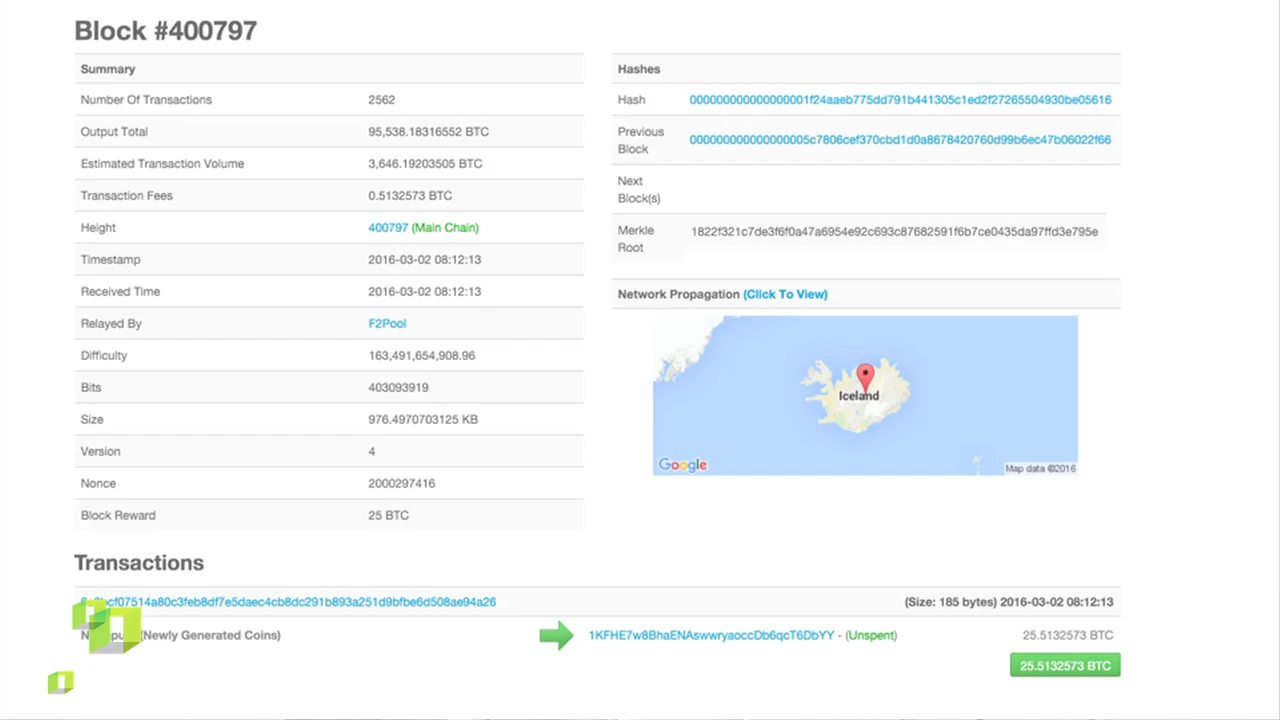 Block #400797
Summary
Number Of Transactions 2562
Output Total 95,538.18316552 BTC
Estimated Transaction Volume 3,646.19203505 BTC
Transaction Fees 0.5132573 BTC
Height 400797 (Main Chain)
Timestamp 2016-03-02 08:12:13
Received Time 2016-03-02 08:12:13
Relayed By F2Pool
Difficulty 163,491,654,908.96
Bits 403093919
Size 976.4970703125 KB
Version 4
Nonce 2000297416
Block Reward 25 BTC
Hashes
Hash 000000000000000001f24aaeb775dd791b441305c1ed2f27265504930be05616
Previous
Block 000000000000000005c7806cef370cbd1d0a8678420760d99b6ec47b06022f66
Next
Block(s)
Merkle
Root 1822f321c7de3f6f0a47a6954e92c693c87682591f6b7ce0435da97ffd3e795e
Network Propagation (Click To View)
Iceland
Google
Map data ©2016
Transactions
cf07514a80c3feb8df7e5daec4cb8dc291b893a251d9bfbe6d508ae94a26 (Size: 185 bytes) 2016-03-02 08:12:13
(Newly Generated Coins) 1KFHE7w8BhaENAswwryaoccDb6qcT6DbYY - (Unspent) 25.5132573 BTC
25.5132573 BTC